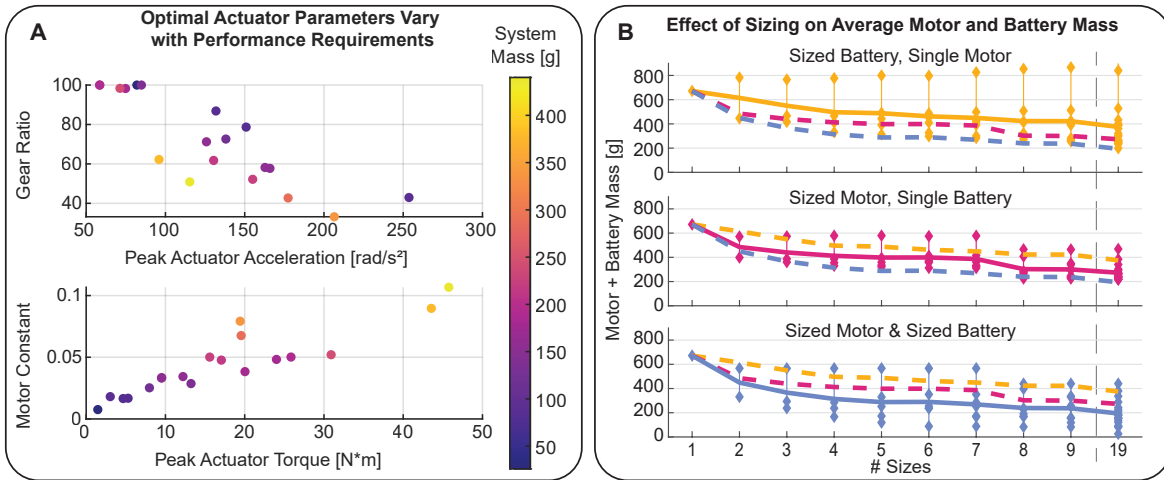 A
Optimal Actuator Parameters Vary
with Performance Requirements
System
Mass [g]
Gear Ratio
100
80
60
40
50
100
150
200
250
300
Peak Actuator Acceleration [rad/s²]
Motor Constant
0.1
0.05
0
0
10
20
30
40
50
Peak Actuator Torque [N*m]
400
350
300
250
200
150
100
50
B
Effect of Sizing on Average Motor and Battery Mass
Motor + Battery Mass [g]
Sized Battery, Single Motor
800
600
400
200
0
Sized Motor, Single Battery
800
600
400
200
0
Sized Motor & Sized Battery
800
600
400
200
0
1 2 3 4 5 6 7 8 9 19
# Sizes